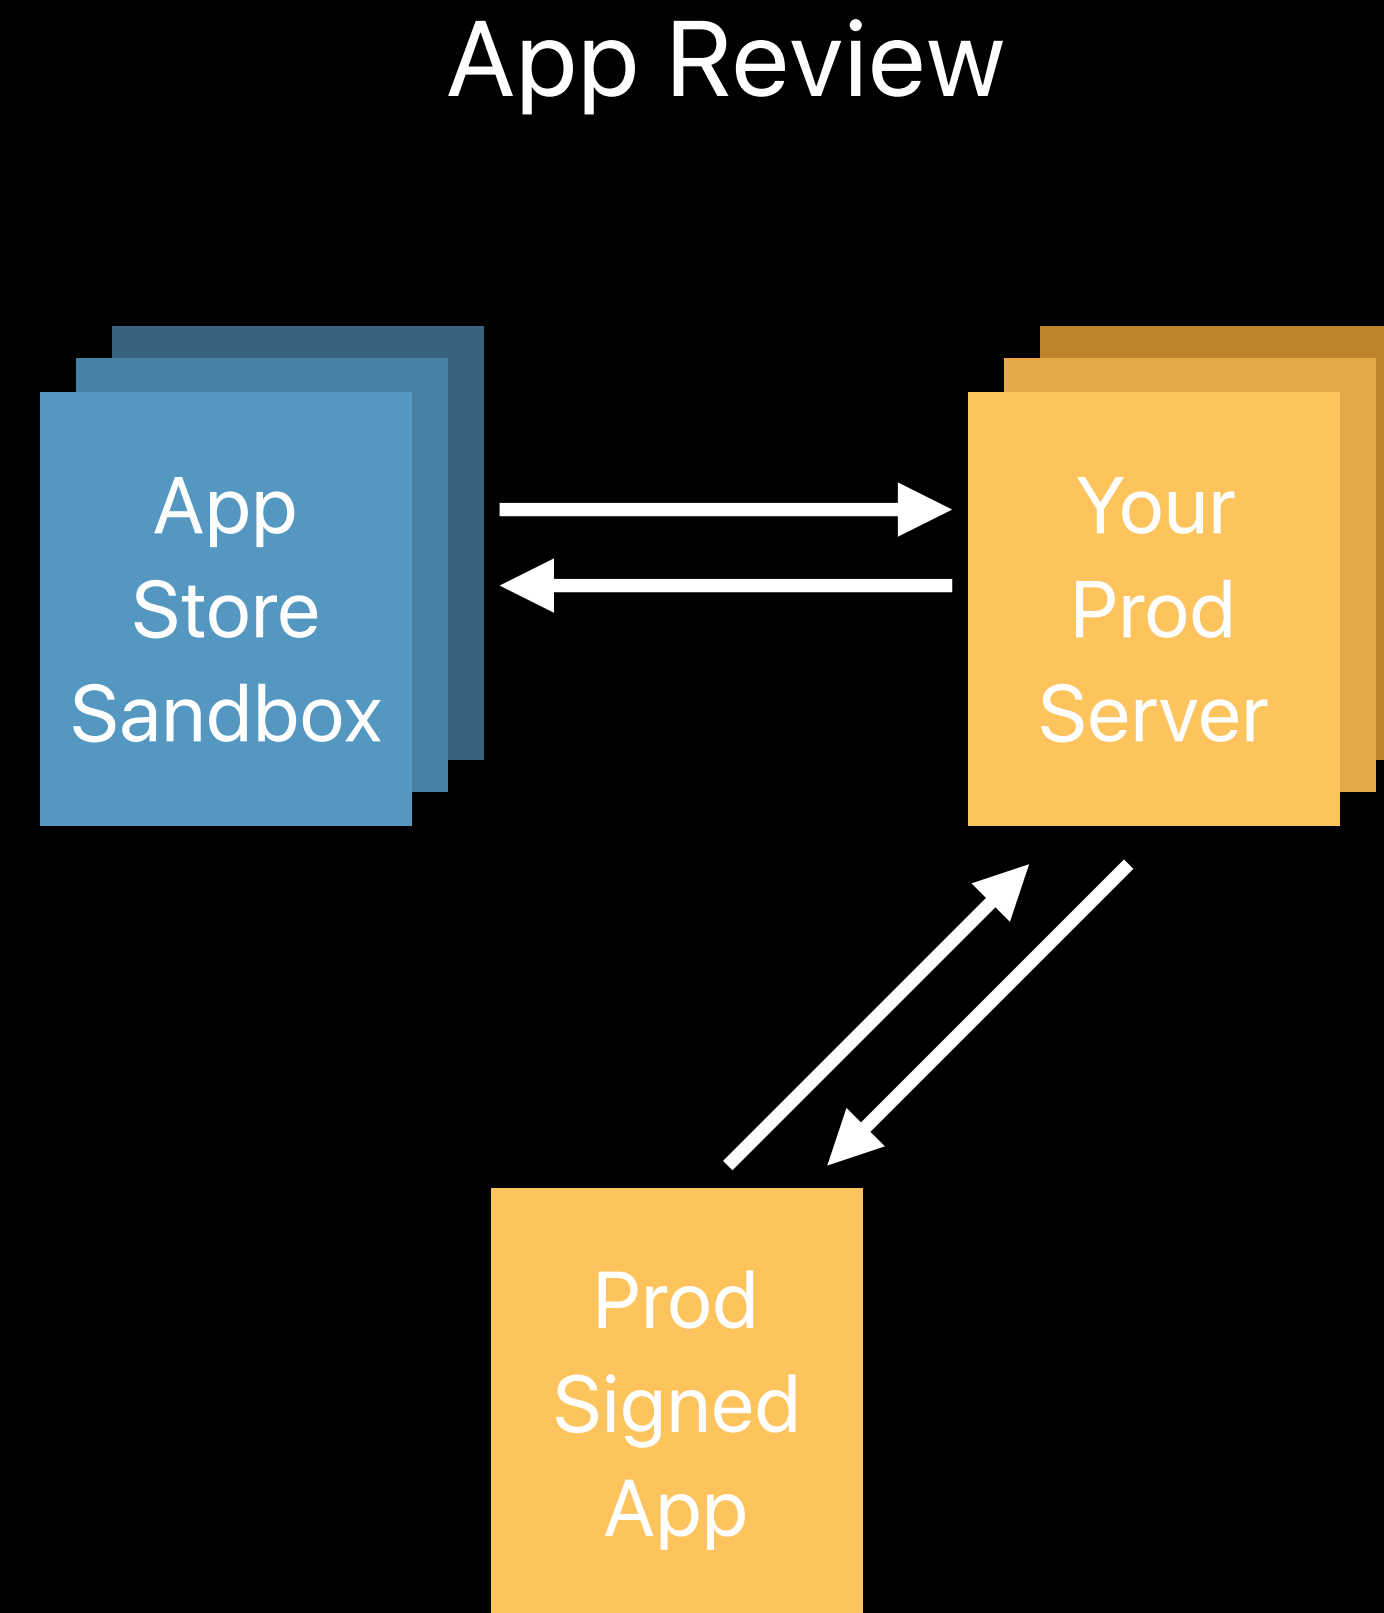 App Review
App
Store
Sandbox
Your
Prod
Server
Prod
Signed
App